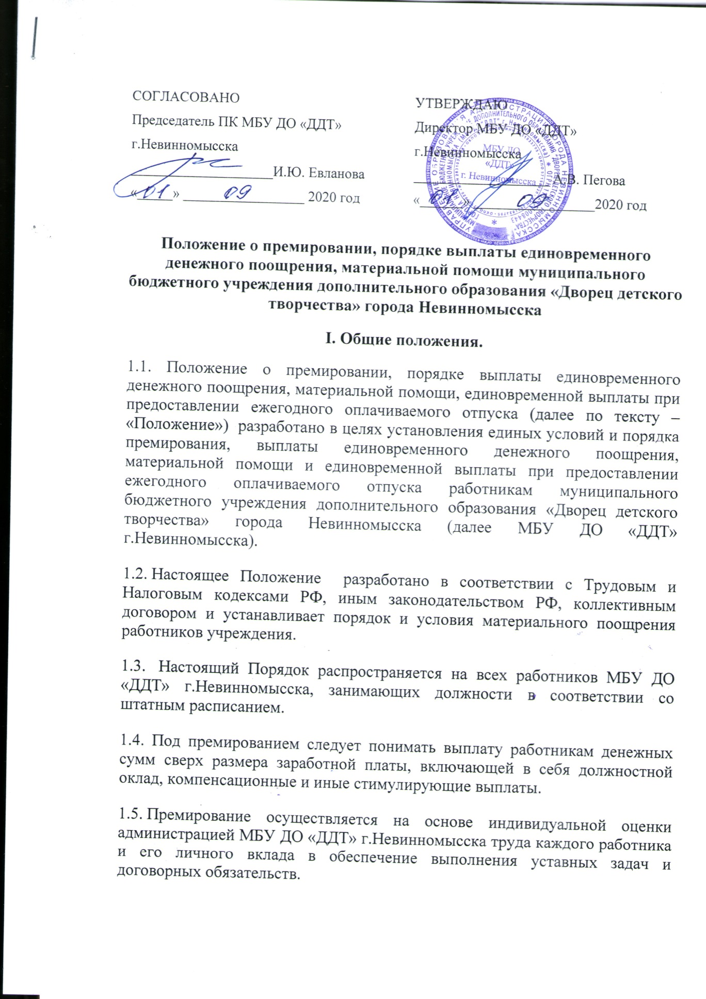 СОГЛАСОВАНО
Председатель ПК МБУ ДО «ДДТ»
г.Невинномысска
____________________И.Ю. Евланова
«01» 09 2020 год
УТВЕРЖДАЮ
Директор МБУ ДО «ДДТ»
г.Невинномысска
____________________А.В. Пегова
«01» 09 2020 год
МБУ ДО
«ДДТ»
г. Невинномысска
Положение о премировании, порядке выплаты единовременного
денежного поощрения, материальной помощи муниципального
бюджетного учреждения дополнительного образования «Дворец детского
творчества» города Невинномысска
I. Общие положения.
1.1. Положение о премировании, порядке выплаты единовременного
денежного поощрения, материальной помощи, единовременной выплаты при
предоставлении ежегодного оплачиваемого отпуска (далее по тексту –
«Положение») разработано в целях установления единых условий и порядка
премирования, выплаты единовременного денежного поощрения,
материальной помощи и единовременной выплаты при предоставлении
ежегодного оплачиваемого отпуска работникам муниципального
бюджетного учреждения дополнительного образования «Дворец детского
творчества» города Невинномысска (далее МБУ ДО «ДДТ»
г.Невинномысска).
1.2. Настоящее Положение разработано в соответствии с Трудовым и
Налоговым кодексами РФ, иным законодательством РФ, коллективным
договором и устанавливает порядок и условия материального поощрения
работников учреждения.
1.3. Настоящий Порядок распространяется на всех работников МБУ ДО
«ДДТ» г.Невинномысска, занимающих должности в соответствии со
штатным расписанием.
1.4. Под премированием следует понимать выплату работникам денежных
сумм сверх размера заработной платы, включающей в себя должностной
оклад, компенсационные и иные стимулирующие выплаты.
1.5. Премирование осуществляется на основе индивидуальной оценки
администрацией МБУ ДО «ДДТ» г.Невинномысска труда каждого работника
и его личного вклада в обеспечение выполнения уставных задач и
договорных обязательств.